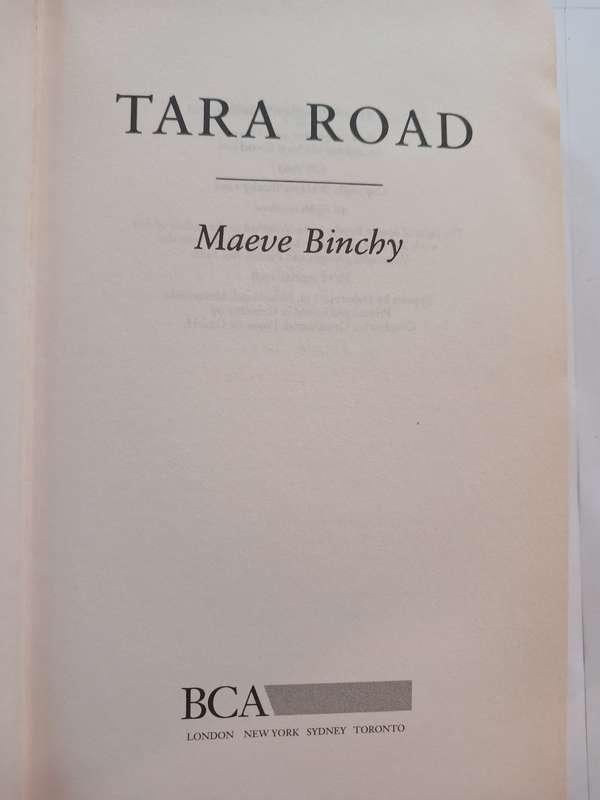 TARA ROAD
Maeve Binchy
BCA
LONDON NEW YORK SYDNEY TORONTO